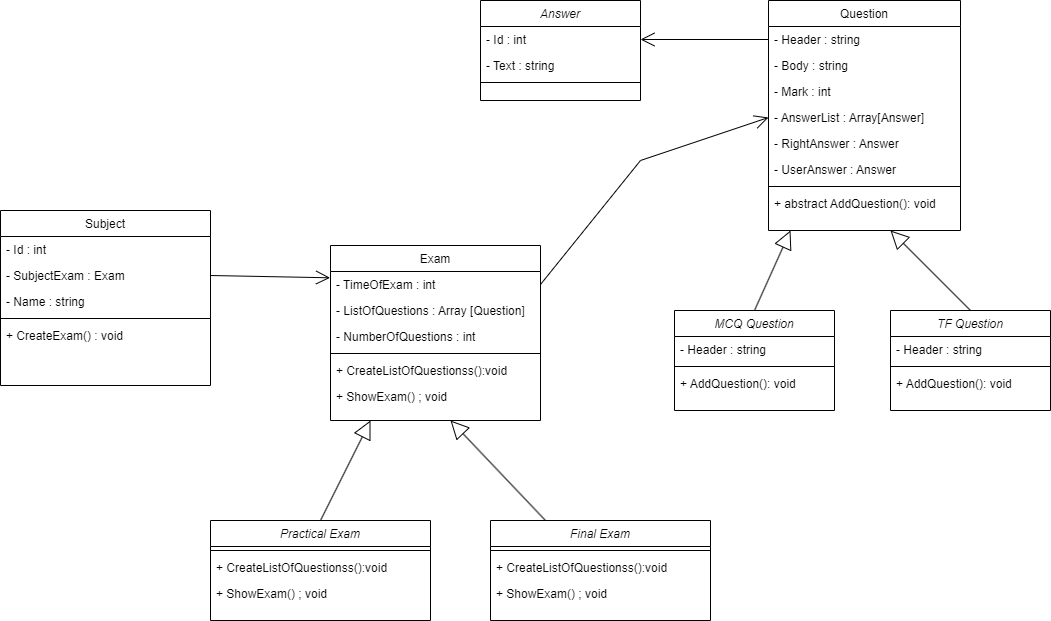 Answer
- Id : int
- Text : string
Question
- Header : string
- Body : string
- Mark : int
- AnswerList : Array[Answer]
- RightAnswer : Answer
- UserAnswer : Answer
+ abstract AddQuestion(): void
Subject
- Id : int
- SubjectExam : Exam
- Name : string
+ CreateExam() : void
Exam
- TimeOfExam : int
- ListOfQuestions : Array [Question]
- NumberOfQuestions : int
+ CreateListOfQuestionss():void
+ ShowExam() ; void
MCQ Question
- Header : string
+ AddQuestion(): void
TF Question
- Header : string
+ AddQuestion(): void
Practical Exam
+ CreateListOfQuestionss():void
+ ShowExam() ; void
Final Exam
+ CreateListOfQuestionss():void
+ ShowExam() ; void